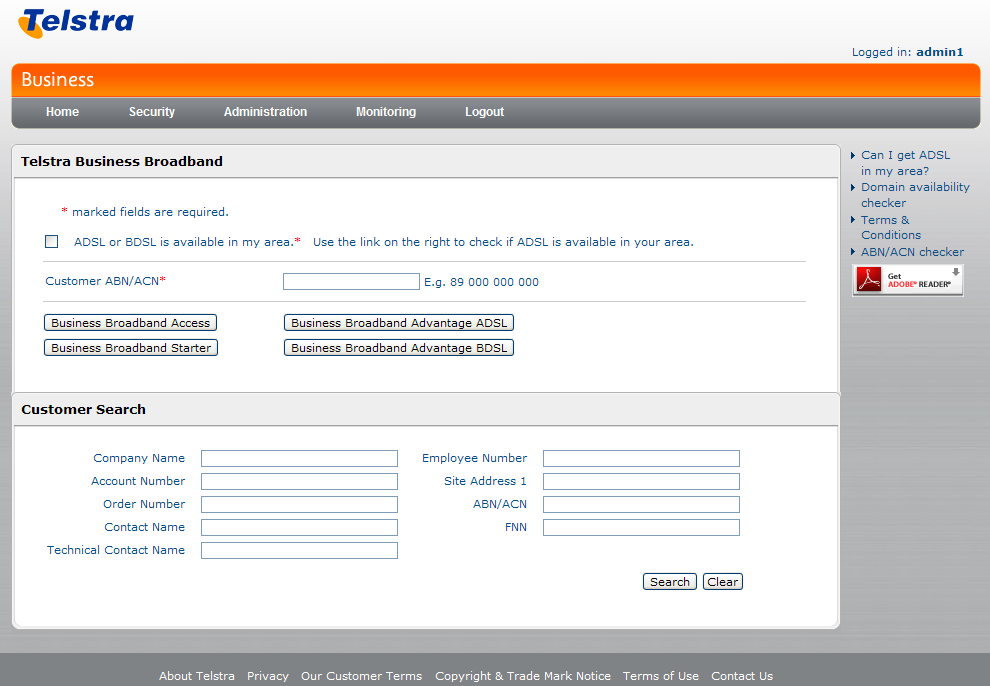 Telstra
Logged in: admin1
Business
Home Security Administration Monitoring Logout
Telstra Business Broadband
* marked fields are required.
ADSL or BDSL is available in my area.* Use the link on the right to check if ADSL is available in your area.
Customer ABN/ACN* E.g. 89 000 000 000
Business Broadband Access Business Broadband Advantage ADSL
Business Broadband Starter Business Broadband Advantage BDSL
Can I get ADSL
in my area?
Domain availability
checker
Terms &
Conditions
ABN/ACN checker
Get
ADOBE® READER®
Customer Search
Company Name Employee Number
Account Number Site Address 1
Order Number ABN/ACN
Contact Name FNN
Technical Contact Name
Search Clear
About Telstra Privacy Our Customer Terms Copyright & Trade Mark Notice Terms of Use Contact Us